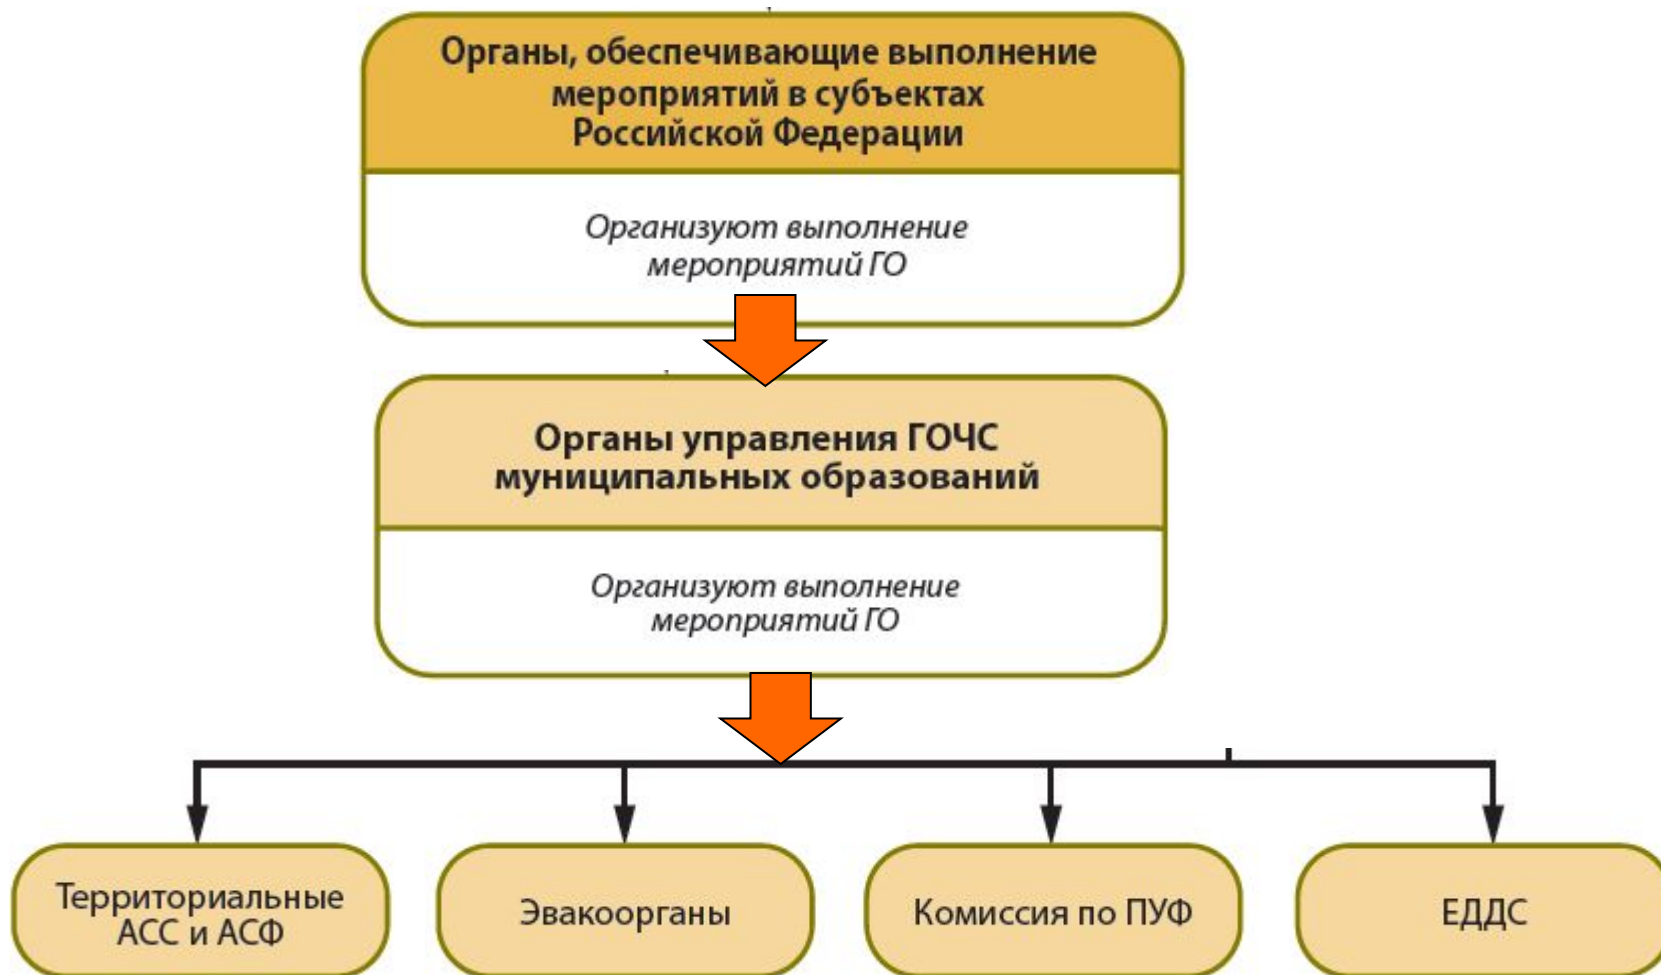 Органы, обеспечивающие выполнение
мероприятий в субъектах
Российской Федерации
Организуют выполнение
мероприятий ГО
Органы управления ГОЧС
муниципальных образований
Организуют выполнение
мероприятий ГО
Территориальные
АСС и АСФ
Эвакоорганы
Комиссия по ПУФ
ЕДДС